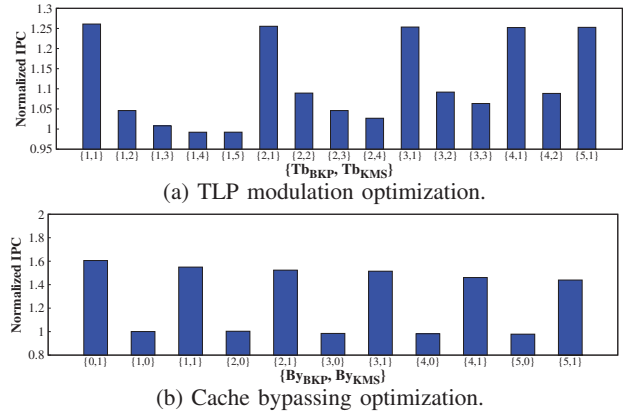 Normalized IPC
1.3
1.25
1.2
1.15
1.1
1.05
1
0.95
{1,1} {1,2} {1,3} {1,4} {1,5} {2,1} {2,2} {2,3} {2,4} {3,1} {3,2} {3,3} {4,1} {4,2} {5,1}
{Tb_BKP, Tb_KMS}
(a) TLP modulation optimization.
Normalized IPC
2
1.8
1.6
1.4
1.2
1
0.8
{0,1} {1,0} {1,1} {2,0} {2,1} {3,0} {3,1} {4,0} {4,1} {5,0} {5,1}
{By_BKP, By_KMS}
(b) Cache bypassing optimization.